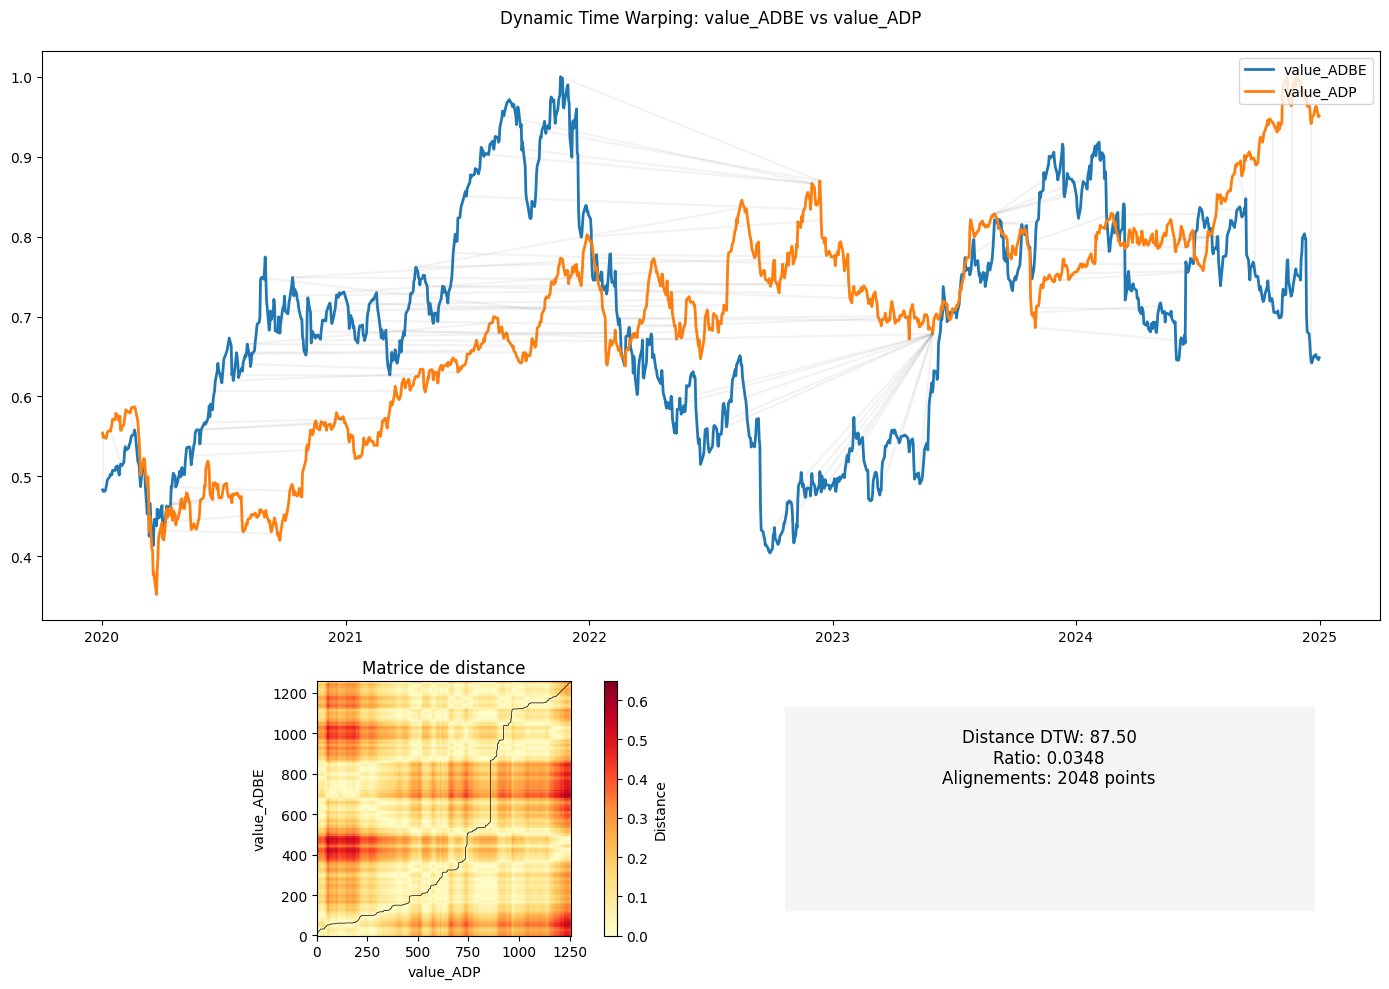 Dynamic Time Warping: value_ADBE vs value_ADP
value_ADBE
value_ADP
1.0
0.9
0.8
0.7
0.6
0.5
0.4
2020 2021 2022 2023 2024 2025
Matrice de distance
1200
1000
800
600
400
200
0
value_ADBE
0 250 500 750 1000 1250
value_ADP
0.6
0.5
0.4
0.3
0.2
0.1
0.0
Distance
Distance DTW: 87.50
Ratio: 0.0348
Alignements: 2048 points